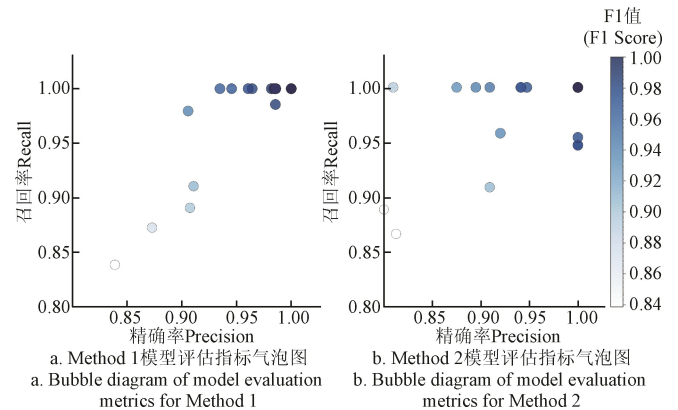 F1值
(F1 Score)
召回率Recall
1.00
0.95
0.90
0.85
0.80
0.85
0.90
0.95
1.00
精确率Precision
a. Method 1模型评估指标气泡图
a. Bubble diagram of model evaluation
metrics for Method 1
召回率Recall
1.00
0.95
0.90
0.85
0.80
0.85
0.90
0.95
1.00
精确率Precision
b. Method 2模型评估指标气泡图
b. Bubble diagram of model evaluation
metrics for Method 2
1.00
0.98
0.96
0.94
0.92
0.90
0.88
0.86
0.84